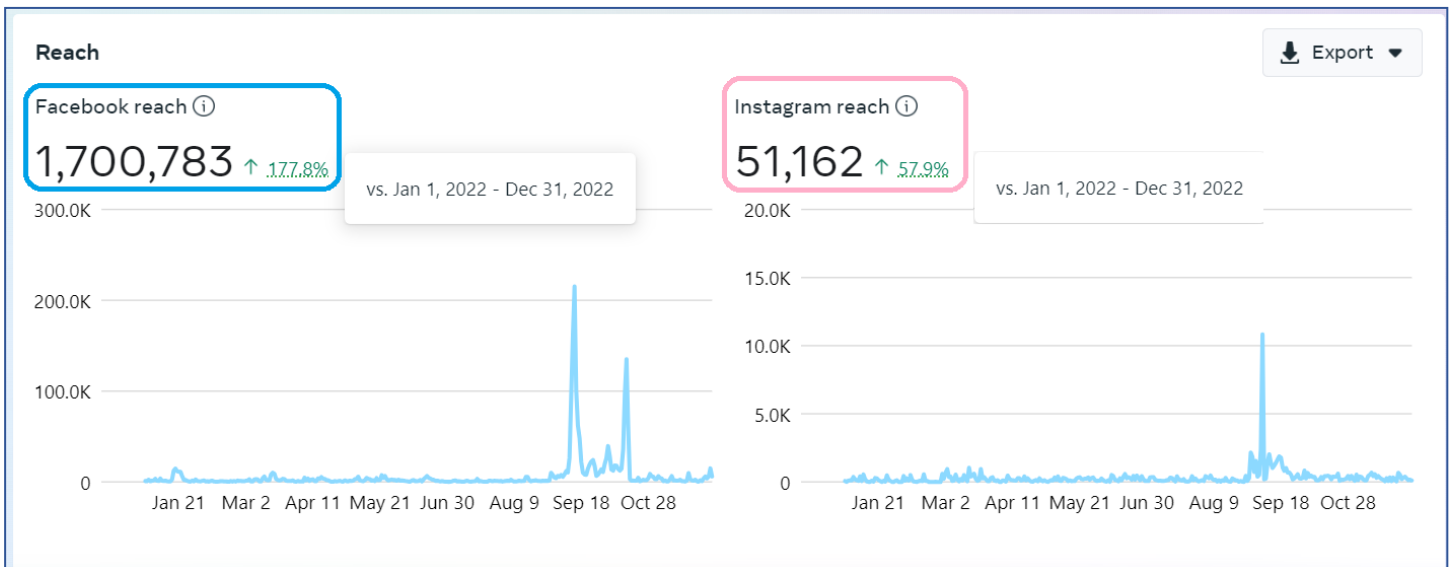 Reach
Export
Facebook reach
1,700,783 ↑ 177.8%
vs. Jan 1, 2022 - Dec 31, 2022
300.0K
200.0K
100.0K
0
Jan 21 Mar 2 Apr 11 May 21 Jun 30 Aug 9 Sep 18 Oct 28
Instagram reach
51,162 ↑ 57.9%
vs. Jan 1, 2022 - Dec 31, 2022
20.0K
15.0K
10.0K
5.0K
0
Jan 21 Mar 2 Apr 11 May 21 Jun 30 Aug 9 Sep 18 Oct 28